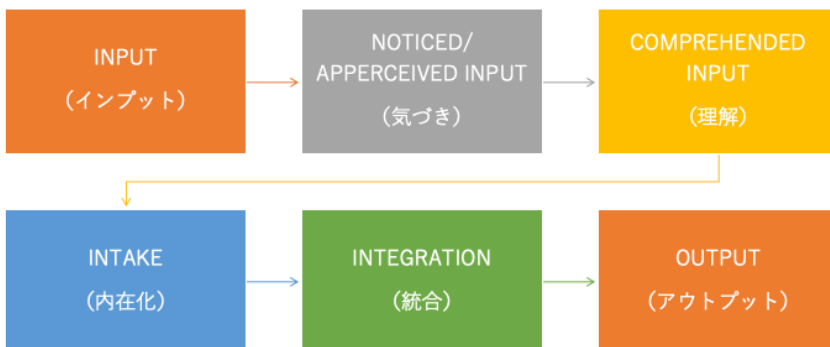 INPUT
（インプット）
NOTICED/
APPERCEIVED INPUT
（気づき）
COMPREHENDED
INPUT
（理解）
INTAKE
（内在化）
INTEGRATION
（統合）
OUTPUT
（アウトプット）